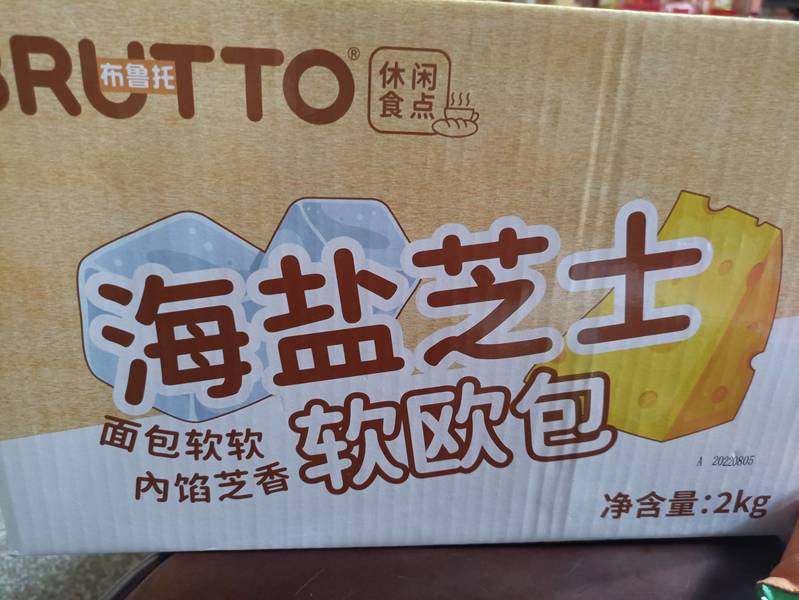 BRUTTO®
布鲁托
休闲
食点
海盐芝士
软欧包
面包软软
内馅芝香
A 20220805
净含量:2kg